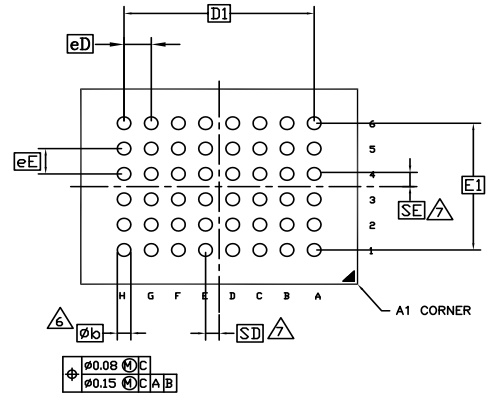 D1
eD
6
5
eE
4
E1
3
SE 7
2
1
H G F E D C B A
A1 CORNER
6 Øb SD 7
⌖ Ø0.08 Ⓜ C
Ø0.15 Ⓜ C A B